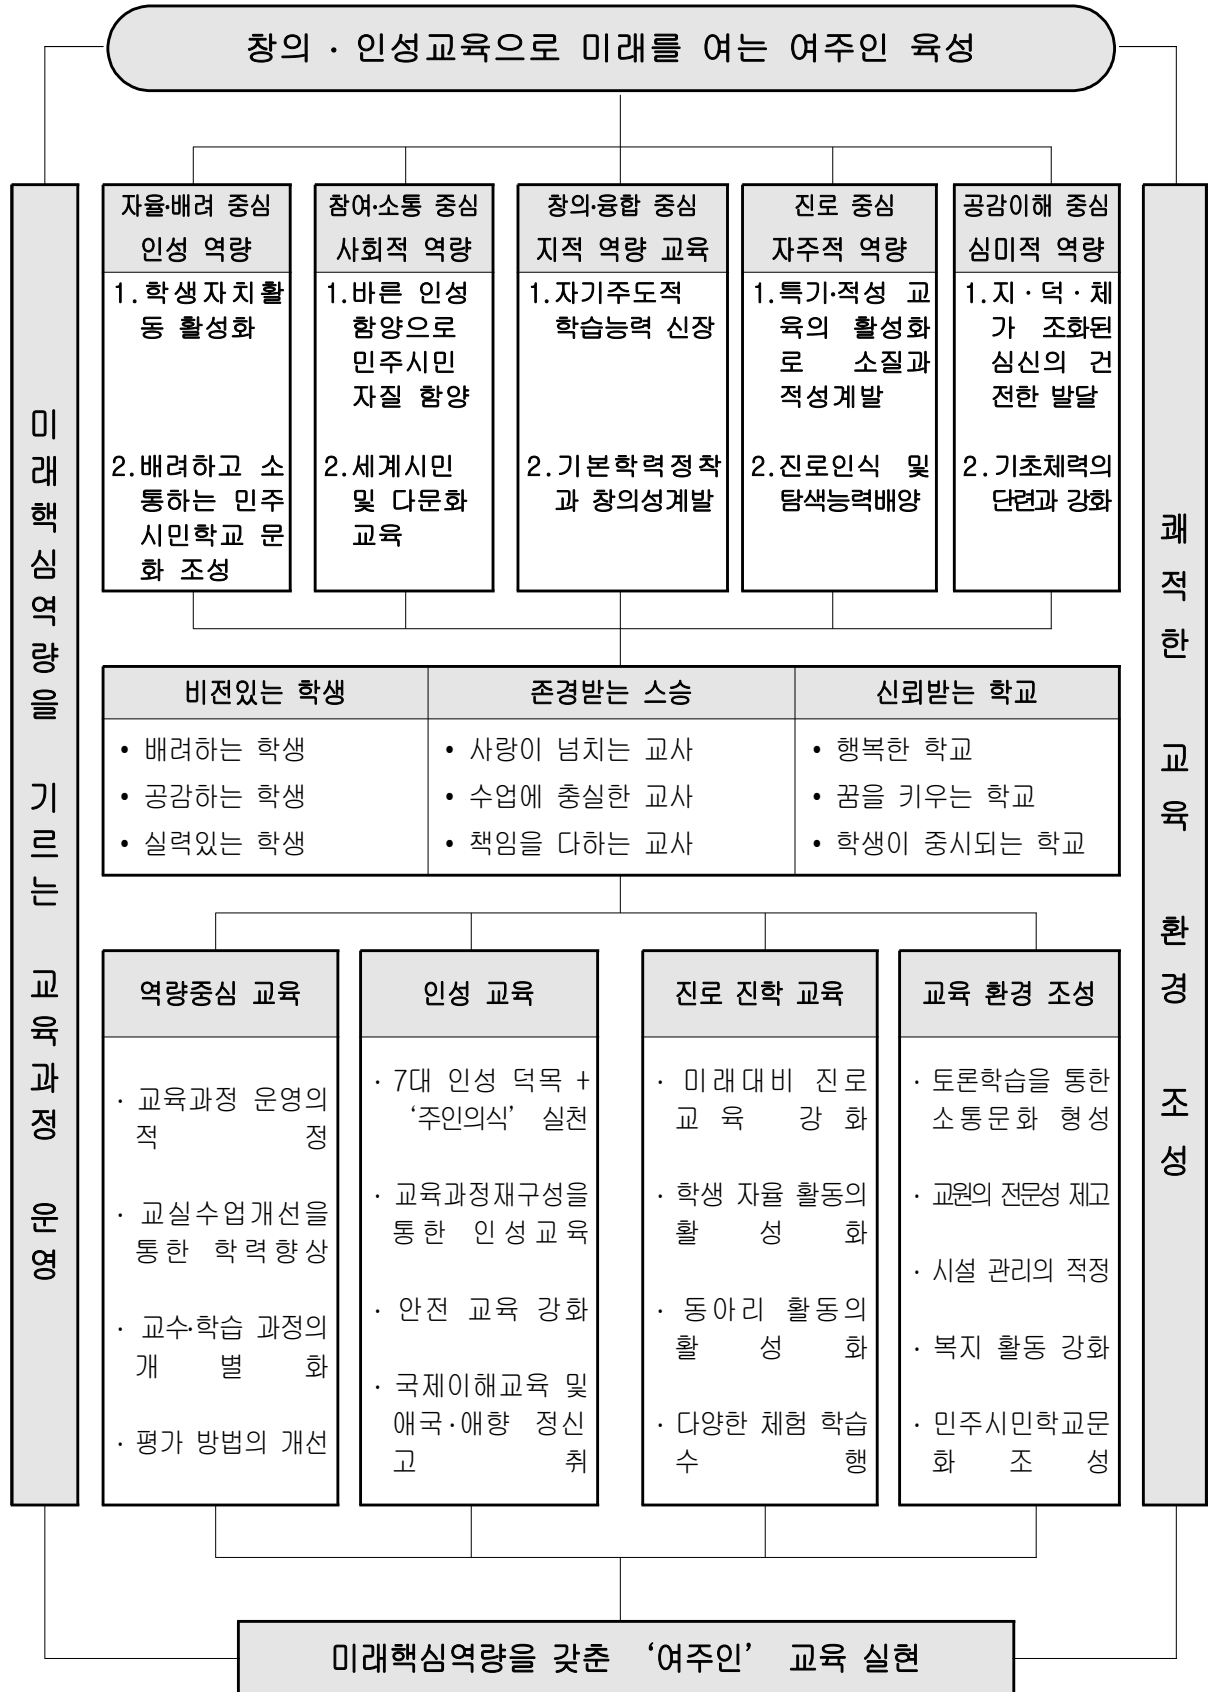 창의 · 인성교육으로 미래를 여는 여주인 육성
미래핵심역량을 기르는 교육과정 운영
자율·배려 중심
인성 역량
1.학생자치활
동 활성화
2.배려하고 소
통하는 민주
시민학교 문
화 조성
참여·소통 중심
사회적 역량
1.바른 인성
함양으로
민주시민
자질 함양
2.세계시민
및 다문화
교육
창의·융합 중심
지적 역량 교육
1.자기주도적
학습능력 신장
2.기본학력정착
과 창의성계발
진로 중심
자주적 역량
1.특기·적성 교
육의 활성화
로 소질과
적성계발
2.진로인식 및
탐색능력배양
공감이해 중심
심미적 역량
1.지·덕·체
가 조화된
심신의 건
전한 발달
2.기초체력의
단련과 강화
쾌적한 교육 환경 조성
비전있는 학생
• 배려하는 학생
• 공감하는 학생
• 실력있는 학생
존경받는 스승
• 사랑이 넘치는 교사
• 수업에 충실한 교사
• 책임을 다하는 교사
신뢰받는 학교
• 행복한 학교
• 꿈을 키우는 학교
• 학생이 중시되는 학교
역량중심 교육
· 교육과정 운영의
적 정
· 교실수업개선을
통한 학력향상
· 교수·학습 과정의
개 별 화
· 평가 방법의 개선
인성 교육
· 7대 인성 덕목 +
‘주인의식’ 실천
· 교육과정재구성을
통한 인성교육
· 안전 교육 강화
· 국제이해교육 및
애국·애향 정신
고 취
진로 진학 교육
· 미래대비 진로
교육 강화
· 학생 자율 활동의
활 성 화
· 동아리 활동의
활 성 화
· 다양한 체험 학습
수 행
교육 환경 조성
· 토론학습을 통한
소통문화 형성
· 교원의 전문성 제고
· 시설 관리의 적정
· 복지 활동 강화
· 민주시민학교문
화 조 성
미래핵심역량을 갖춘 ‘여주인’ 교육 실현